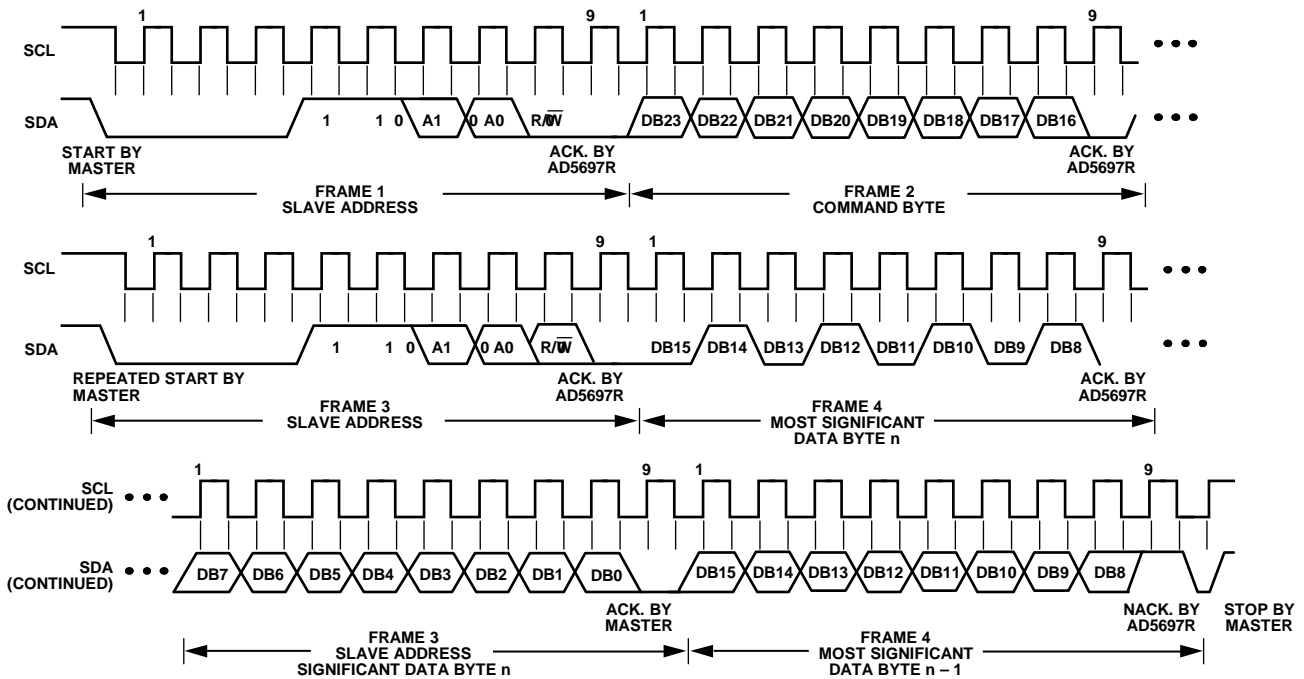 1 9 1 9
SCL
SDA 1 1 0 A1 0 A0 R/W 0 DB23 DB22 DB21 DB20 DB19 DB18 DB17 DB16
START BY MASTER
ACK. BY AD5697R
ACK. BY AD5697R
FRAME 1
SLAVE ADDRESS
FRAME 2
COMMAND BYTE
1 9 1 9
SCL
SDA 1 1 0 A1 0 A0 R/W 0 DB15 DB14 DB13 DB12 DB11 DB10 DB9 DB8
REPEATED START BY MASTER
ACK. BY AD5697R
ACK. BY AD5697R
FRAME 3
SLAVE ADDRESS
FRAME 4
MOST SIGNIFICANT
DATA BYTE n
1 9 1 9
SCL
(CONTINUED)
SDA
(CONTINUED)
DB7 DB6 DB5 DB4 DB3 DB2 DB1 DB0 DB15 DB14 DB13 DB12 DB11 DB10 DB9 DB8
ACK. BY MASTER
NACK. BY AD5697R
STOP BY MASTER
FRAME 3
SLAVE ADDRESS
SIGNIFICANT DATA BYTE n
FRAME 4
MOST SIGNIFICANT
DATA BYTE n – 1